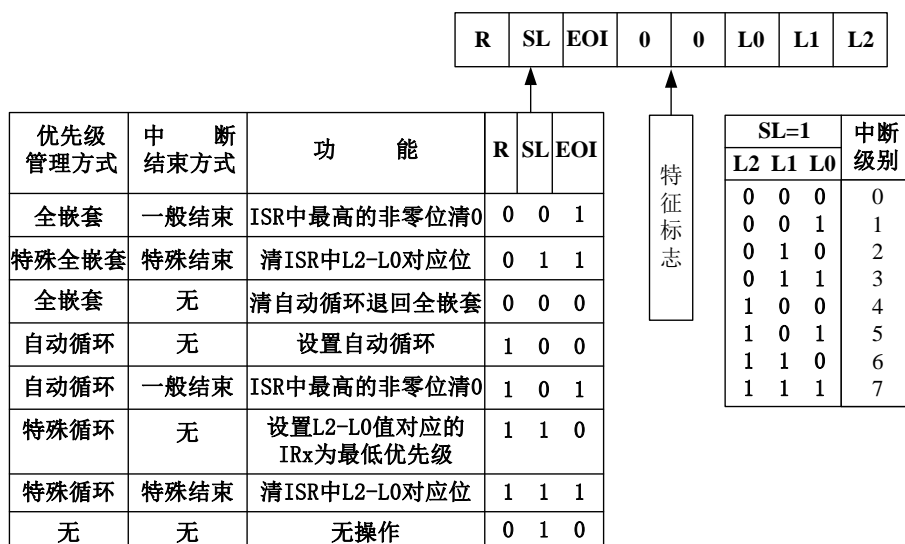 R SL EOI 0 0 L0 L1 L2
优先级管理方式 中 断结束方式 功 能 R SL EOI
全嵌套 一般结束 ISR中最高的非零位清0 0 0 1
特殊全嵌套 特殊结束 清ISR中L2-L0对应位 0 1 1
全嵌套 无 清自动循环退回全嵌套 0 0 0
自动循环 无 设置自动循环 1 0 0
自动循环 一般结束 ISR中最高的非零位清0 1 0 1
特殊循环 无 设置L2-L0值对应的IRx为最低优先级 1 1 0
特殊循环 特殊结束 清ISR中L2-L0对应位 1 1 1
无 无 无操作 0 1 0
特征标志
SL=1 中断级别
L2 L1 L0
0 0 0 0
0 0 1 1
0 1 0 2
0 1 1 3
1 0 0 4
1 0 1 5
1 1 0 6
1 1 1 7